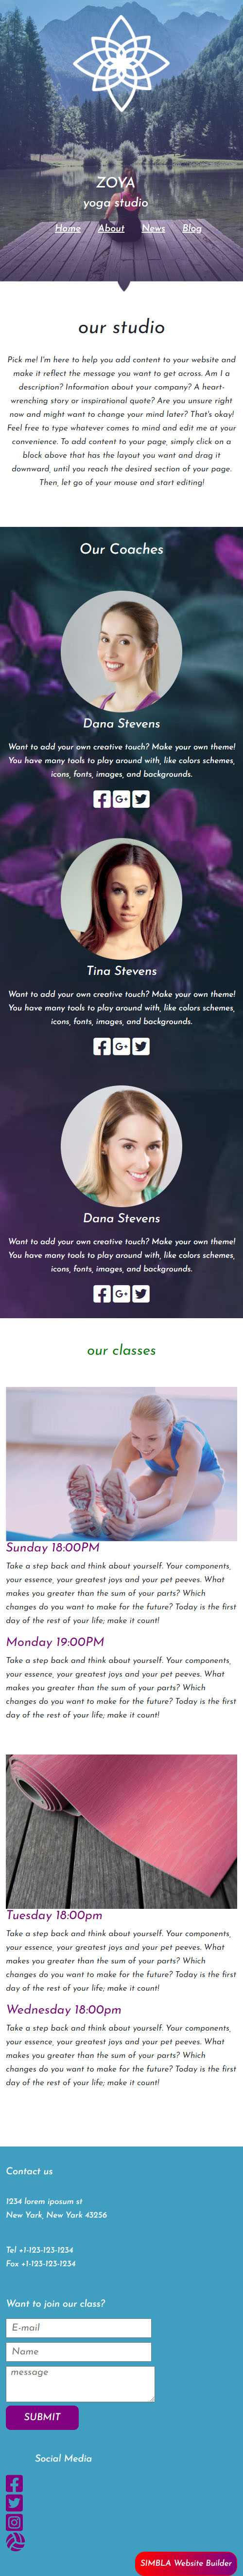 ZOYA
yoga studio
Home About News Blog
our studio
Pick me! I'm here to help you add content to your website and
make it reflect the message you want to get across. Am I a
description? Information about your company? A heart-
wrenching story or inspirational quote? Are you unsure right
now and might want to change your mind later? That's okay!
Feel free to type whatever comes to mind and edit me at your
convenience. To add content to your page, simply click on a
block above that has the layout you want and drag it
downward, until you reach the desired section of your page.
Then, let go of your mouse and start editing!
Our Coaches
Dana Stevens
Want to add your own creative touch? Make your own theme!
You have many tools to play around with, like colors schemes,
icons, fonts, images, and backgrounds.
Tina Stevens
Want to add your own creative touch? Make your own theme!
You have many tools to play around with, like colors schemes,
icons, fonts, images, and backgrounds.
Dana Stevens
Want to add your own creative touch? Make your own theme!
You have many tools to play around with, like colors schemes,
icons, fonts, images, and backgrounds.
our classes
Sunday 18:00PM
Take a step back and think about yourself. Your components,
your essence, your greatest joys and your pet peeves. What
makes you greater than the sum of your parts? Which
changes do you want to make for the future? Today is the first
day of the rest of your life; make it count!
Monday 19:00PM
Take a step back and think about yourself. Your components,
your essence, your greatest joys and your pet peeves. What
makes you greater than the sum of your parts? Which
changes do you want to make for the future? Today is the first
day of the rest of your life; make it count!
Tuesday 18:00pm
Take a step back and think about yourself. Your components,
your essence, your greatest joys and your pet peeves. What
makes you greater than the sum of your parts? Which
changes do you want to make for the future? Today is the first
day of the rest of your life; make it count!
Wednesday 18:00pm
Take a step back and think about yourself. Your components,
your essence, your greatest joys and your pet peeves. What
makes you greater than the sum of your parts? Which
changes do you want to make for the future? Today is the first
day of the rest of your life; make it count!
Contact us
1234 lorem iposum st
New York, New York 43256
Tel +1-123-123-1234
Fax +1-123-123-1234
Want to join our class?
E-mail
Name
message
SUBMIT
Social Media
SIMBLA Website Builder